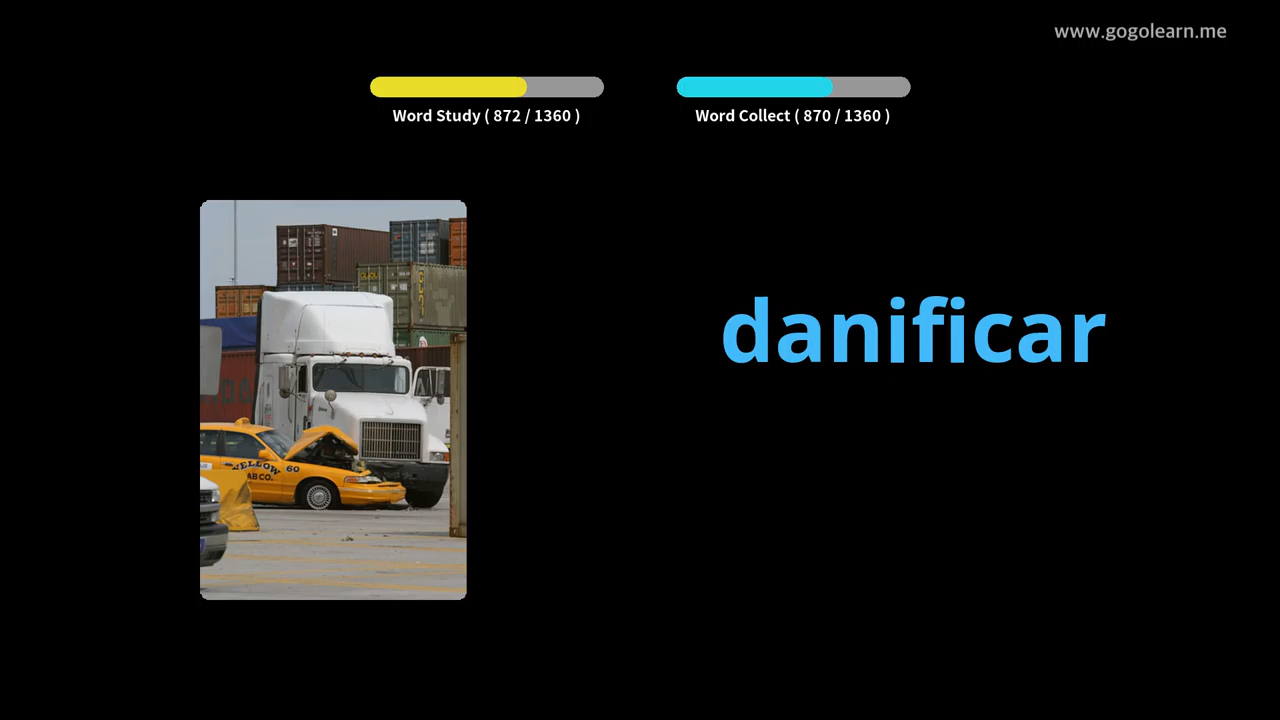 www.gogolearn.me
Word Study ( 872 / 1360 )
Word Collect ( 870 / 1360 )
danificar
YELLOW
CAB CO.
60